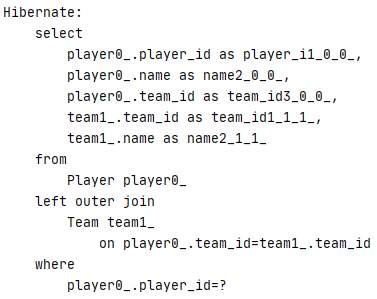 Hibernate:
    select
        player0_.player_id as player_i1_0_0_,
        player0_.name as name2_0_0_,
        player0_.team_id as team_id3_0_0_,
        team1_.team_id as team_id1_1_1_,
        team1_.name as name2_1_1_
    from
        Player player0_
    left outer join
        Team team1_
            on player0_.team_id=team1_.team_id
    where
        player0_.player_id=?